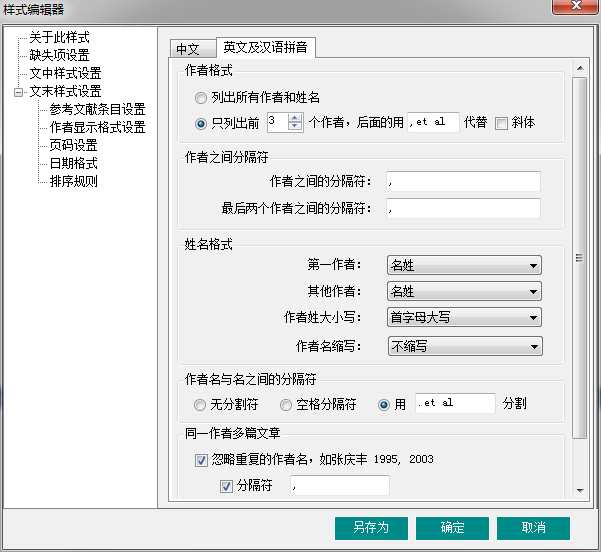 样式编辑器
关于此样式
缺失项设置
文中样式设置
文末样式设置
参考文献条目设置
作者显示格式设置
页码设置
日期格式
排序规则
中文
英文及汉语拼音
作者格式
列出所有作者和姓名
只列出前 3 个作者，后面的用 ,et al 代替 斜体
作者之间分隔符
作者之间的分隔符： ,
最后两个作者之间的分隔符： ,
姓名格式
第一作者： 名姓
其他作者： 名姓
作者姓大小写： 首字母大写
作者名缩写： 不缩写
作者名与名之间的分隔符
无分割符 空格分隔符 用 .et al 分割
同一作者多篇文章
忽略重复的作者名，如张庆丰 1995, 2003
分隔符 ,
另存为 确定 取消